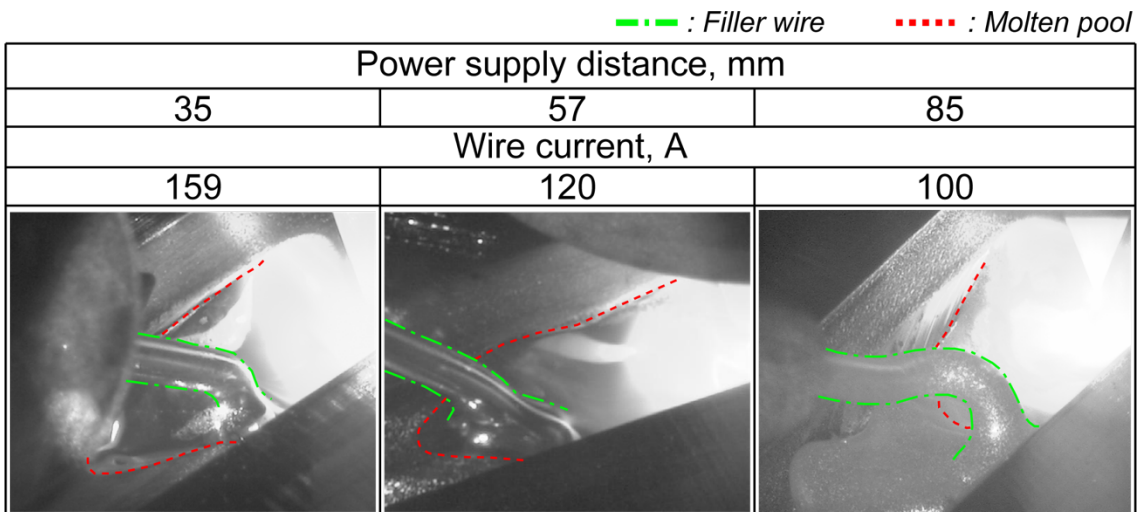 : Filler wire : Molten pool
Power supply distance, mm
35 57 85
Wire current, A
159 120 100